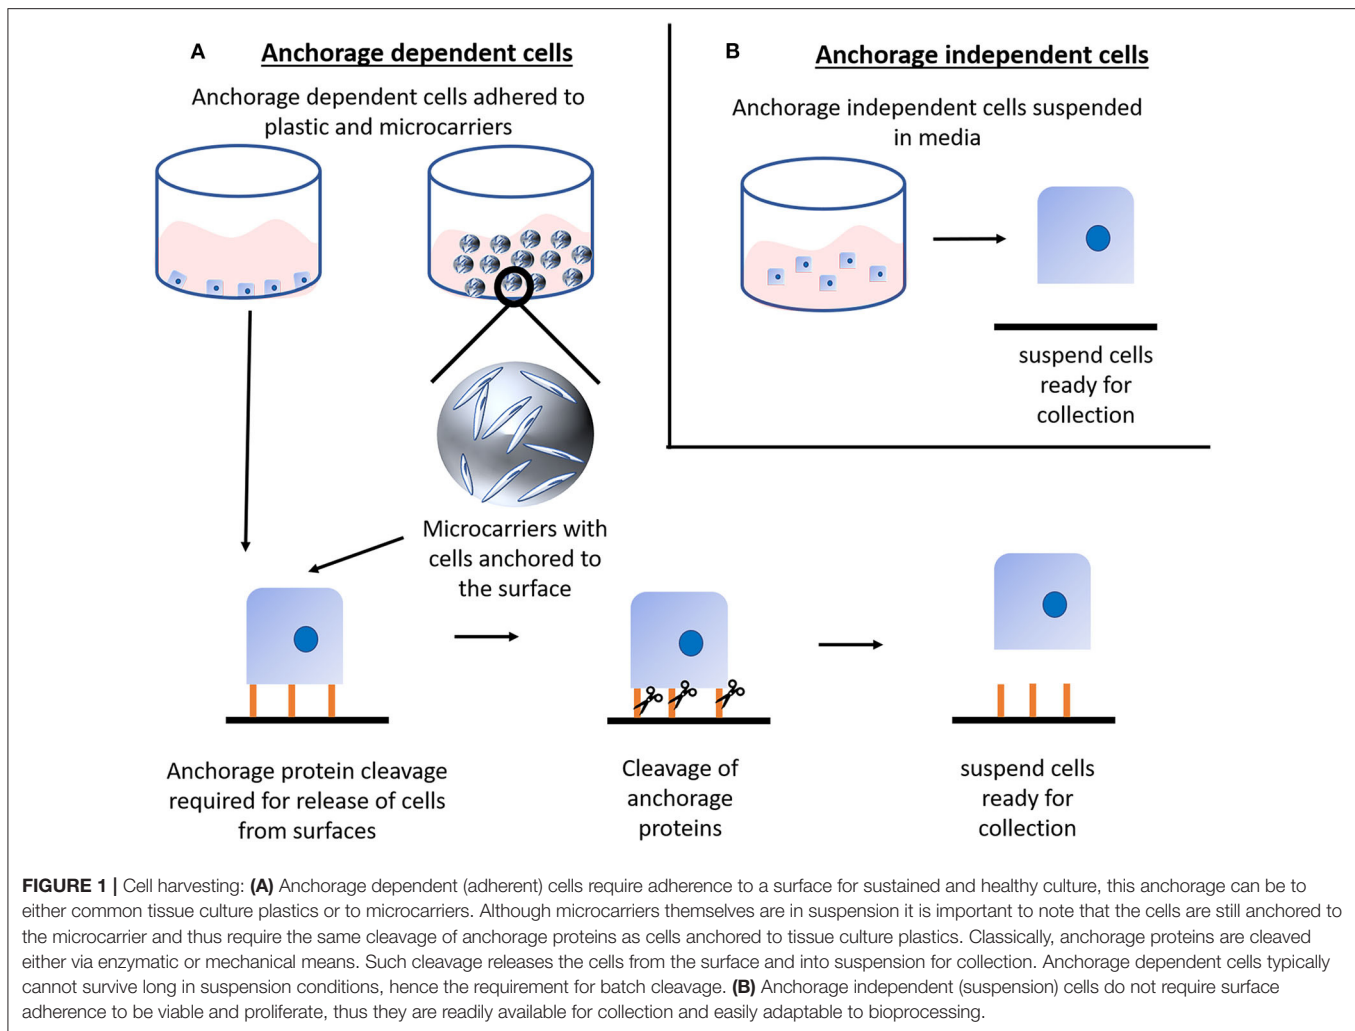 A Anchorage dependent cells
Anchorage dependent cells adhered to
plastic and microcarriers
B Anchorage independent cells
Anchorage independent cells suspended
in media
suspend cells
ready for
collection
Microcarriers with
cells anchored to
the surface
Anchorage protein cleavage
required for release of cells
from surfaces
Cleavage of
anchorage
proteins
suspend cells
ready for
collection
FIGURE 1 | Cell harvesting: (A) Anchorage dependent (adherent) cells require adherence to a surface for sustained and healthy culture, this anchorage can be to
either common tissue culture plastics or to microcarriers. Although microcarriers themselves are in suspension it is important to note that the cells are still anchored to
the microcarrier and thus require the same cleavage of anchorage proteins as cells anchored to tissue culture plastics. Classically, anchorage proteins are cleaved
either via enzymatic or mechanical means. Such cleavage releases the cells from the surface and into suspension for collection. Anchorage dependent cells typically
cannot survive long in suspension conditions, hence the requirement for batch cleavage. (B) Anchorage independent (suspension) cells do not require surface
adherence to be viable and proliferate, thus they are readily available for collection and easily adaptable to bioprocessing.